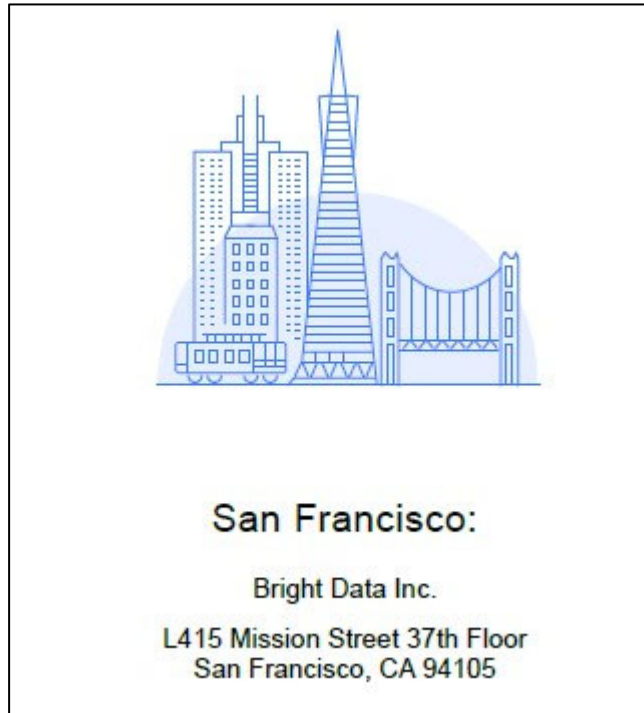 San Francisco:
Bright Data Inc.
L415 Mission Street 37th Floor
San Francisco, CA 94105